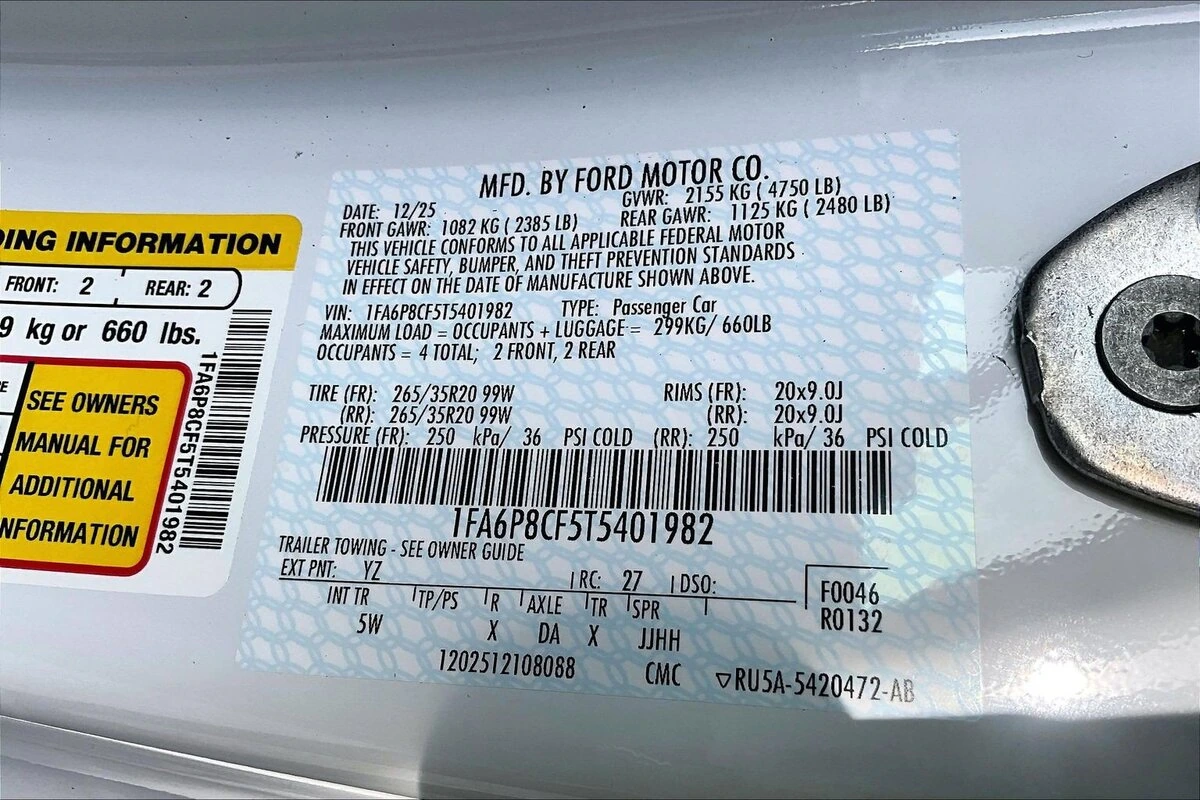 DING INFORMATION
FRONT: 2 REAR: 2
9 kg or 660 lbs.
SEE OWNERS
MANUAL FOR
ADDITIONAL
INFORMATION
1FA6P8CF5T5401982
MFD. BY FORD MOTOR CO.
DATE: 12/25 GVWR: 2155 KG ( 4750 LB)
FRONT GAWR: 1082 KG ( 2385 LB) REAR GAWR: 1125 KG ( 2480 LB)
THIS VEHICLE CONFORMS TO ALL APPLICABLE FEDERAL MOTOR
VEHICLE SAFETY, BUMPER, AND THEFT PREVENTION STANDARDS
IN EFFECT ON THE DATE OF MANUFACTURE SHOWN ABOVE.
VIN: 1FA6P8CF5T5401982 TYPE: Passenger Car
MAXIMUM LOAD = OCCUPANTS + LUGGAGE = 299KG/ 660LB
OCCUPANTS = 4 TOTAL; 2 FRONT, 2 REAR
TIRE (FR): 265/35R20 99W RIMS (FR): 20x9.0J
(RR): 265/35R20 99W (RR): 20x9.0J
PRESSURE (FR): 250 kPa/ 36 PSI COLD (RR): 250 kPa/ 36 PSI COLD
1FA6P8CF5T5401982
TRAILER TOWING - SEE OWNER GUIDE
EXT PNT: YZ RC: 27 DSO: F0046
INT TR TP/PS R AXLE TR SPR R0132
5W X DA X JJHH
1202512108088 CMC ▽RU5A-5420472-AB